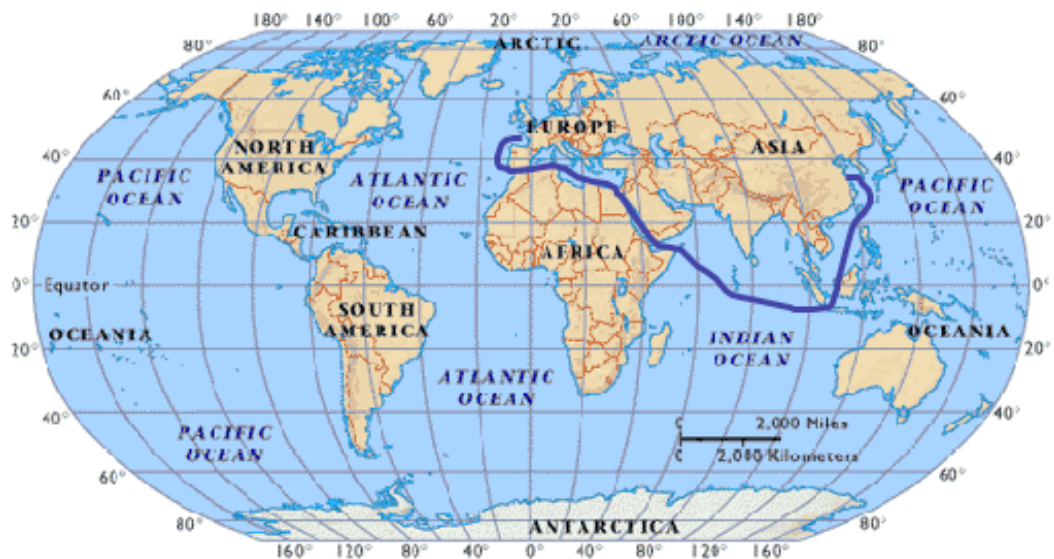 180° 140° 100° 60° 20° 20° 60° 100° 140° 180°
80° ARCTIC ARCTIC OCEAN 80°
60° 60°
EUROPE
NORTH
AMERICA
ASIA
40° 40°
PACIFIC
OCEAN
ATLANTIC
OCEAN
PACIFIC
OCEAN
20° 20°
CARIBBEAN
AFRICA
Equator 0° 0° 0°
SOUTH
AMERICA
OCEANIA
INDIAN
OCEAN
OCEANIA
20° 20°
ATLANTIC
OCEAN
40° 40°
PACIFIC
OCEAN
0 2,000 Miles
0 2,000 Kilometers
60° 60°
80° ANTARCTICA 80°
160° 120° 80° 40° 0° 40° 80° 120° 160°